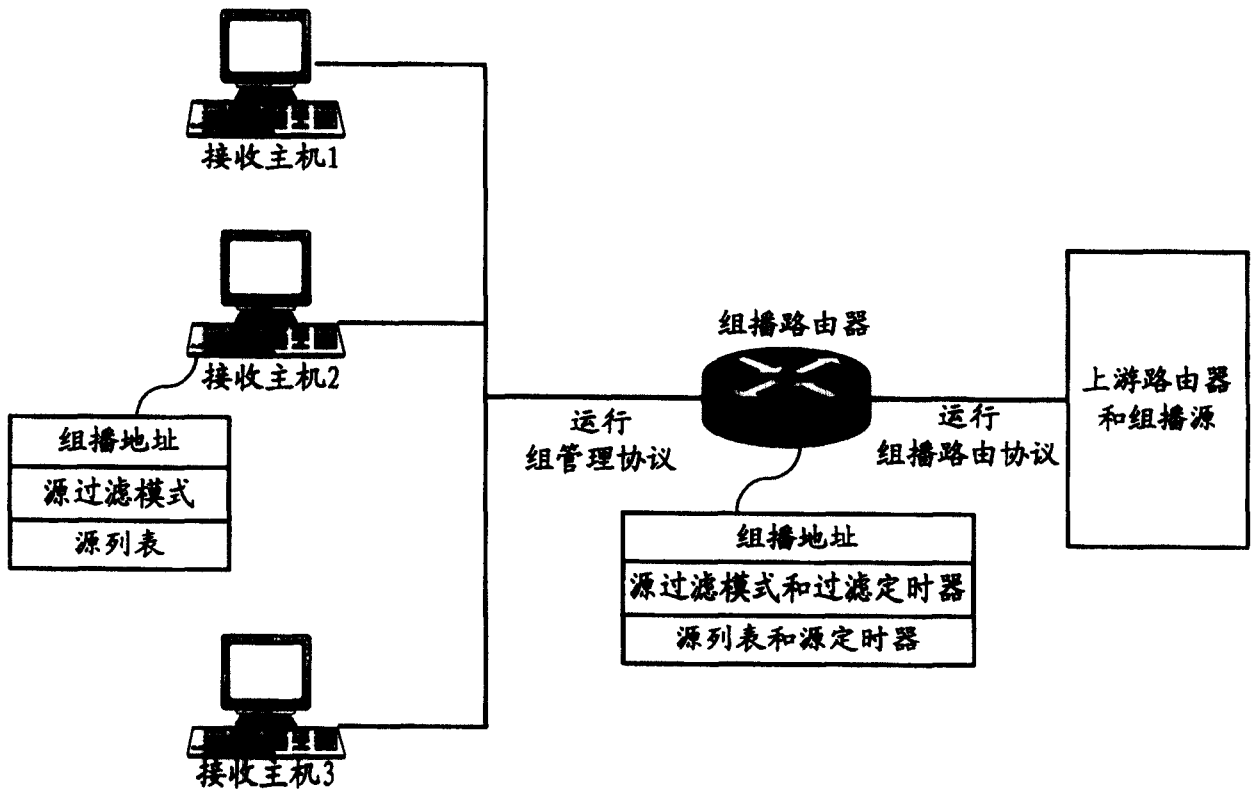 接收主机1
接收主机2
组播地址
源过滤模式
源列表
接收主机3
运行
组管理协议
组播路由器
运行
组播路由协议
组播地址
源过滤模式和过滤定时器
源列表和源定时器
上游路由器
和组播源